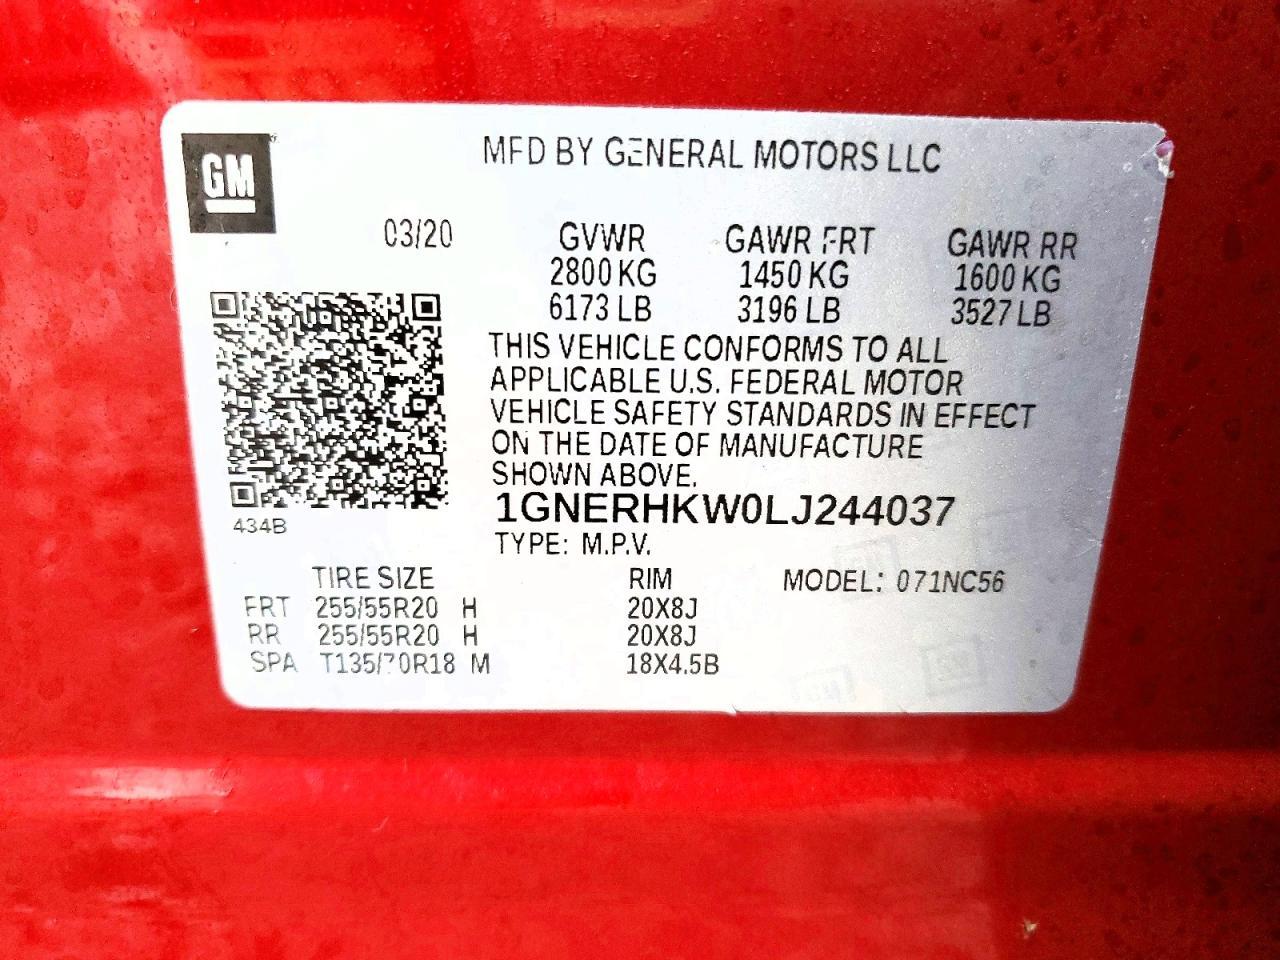 GM
MFD BY GENERAL MOTORS LLC
03/20 GVWR GAWR FRT GAWR RR
2800 KG 1450 KG 1600 KG
6173 LB 3196 LB 3527 LB
THIS VEHICLE CONFORMS TO ALL
APPLICABLE U.S. FEDERAL MOTOR
VEHICLE SAFETY STANDARDS IN EFFECT
ON THE DATE OF MANUFACTURE
SHOWN ABOVE.
1GNERHKW0LJ244037
434B
TYPE: M.P.V.
TIRE SIZE RIM MODEL: 071NC56
FRT 255/55R20 H 20X8J
RR 255/55R20 H 20X8J
SPA T135/70R18 M 18X4.5B